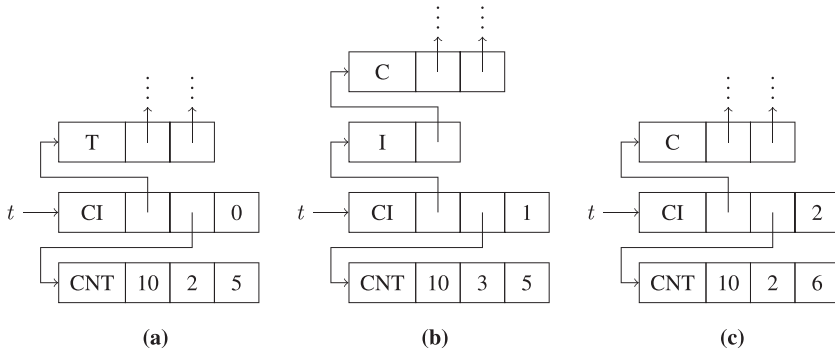 C
T
I
C
t CI 0
t CI 1
t CI 2
CNT 10 2 5
CNT 10 3 5
CNT 10 2 6
(a) (b) (c)